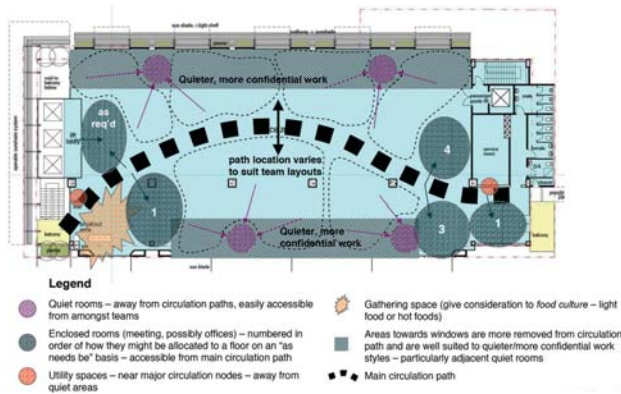 Quieter, more confidential work
as
req'd
4
path location varies
to suit team layouts
1
Quieter, more
confidential work
3
1
balcony
balcony
Legend
Quiet rooms – away from circulation paths, easily accessible
from amongst teams
Enclosed rooms (meeting, possibly offices) – numbered in
order of how they might be allocated to a floor on an “as
needs be” basis – accessible from main circulation path
Utility spaces – near major circulation nodes – away from
quiet areas
Gathering space (give consideration to food culture – light
food or hot foods)
Areas towards windows are more removed from circulation
path and are well suited to quieter/more confidential work
styles – particularly adjacent quiet rooms
Main circulation path